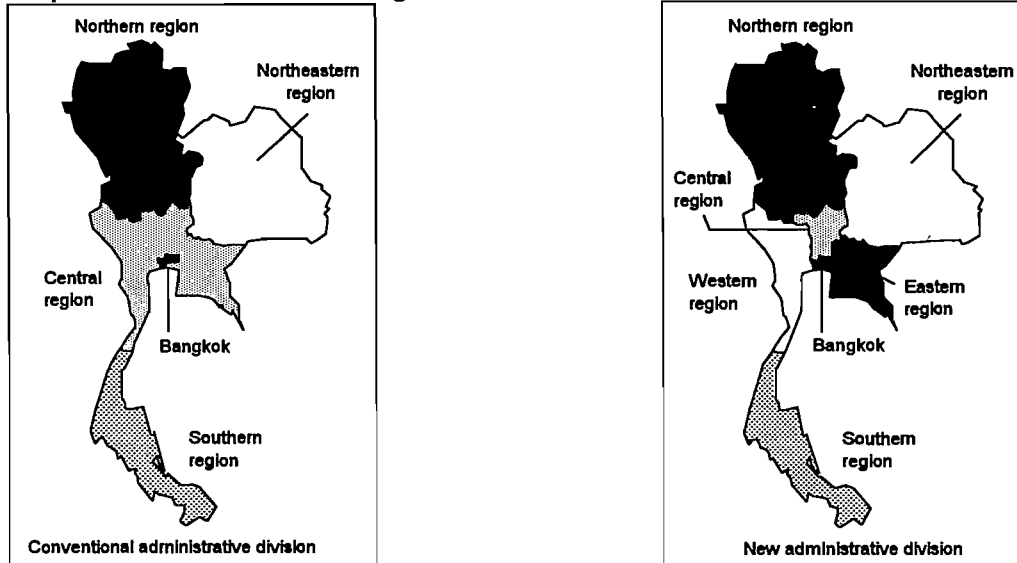 Northern region
Northeastern
region
Central
region
Bangkok
Southern
region
Conventional administrative division
Northern region
Northeastern
region
Central
region
Western
region
Eastern
region
Bangkok
Southern
region
New administrative division